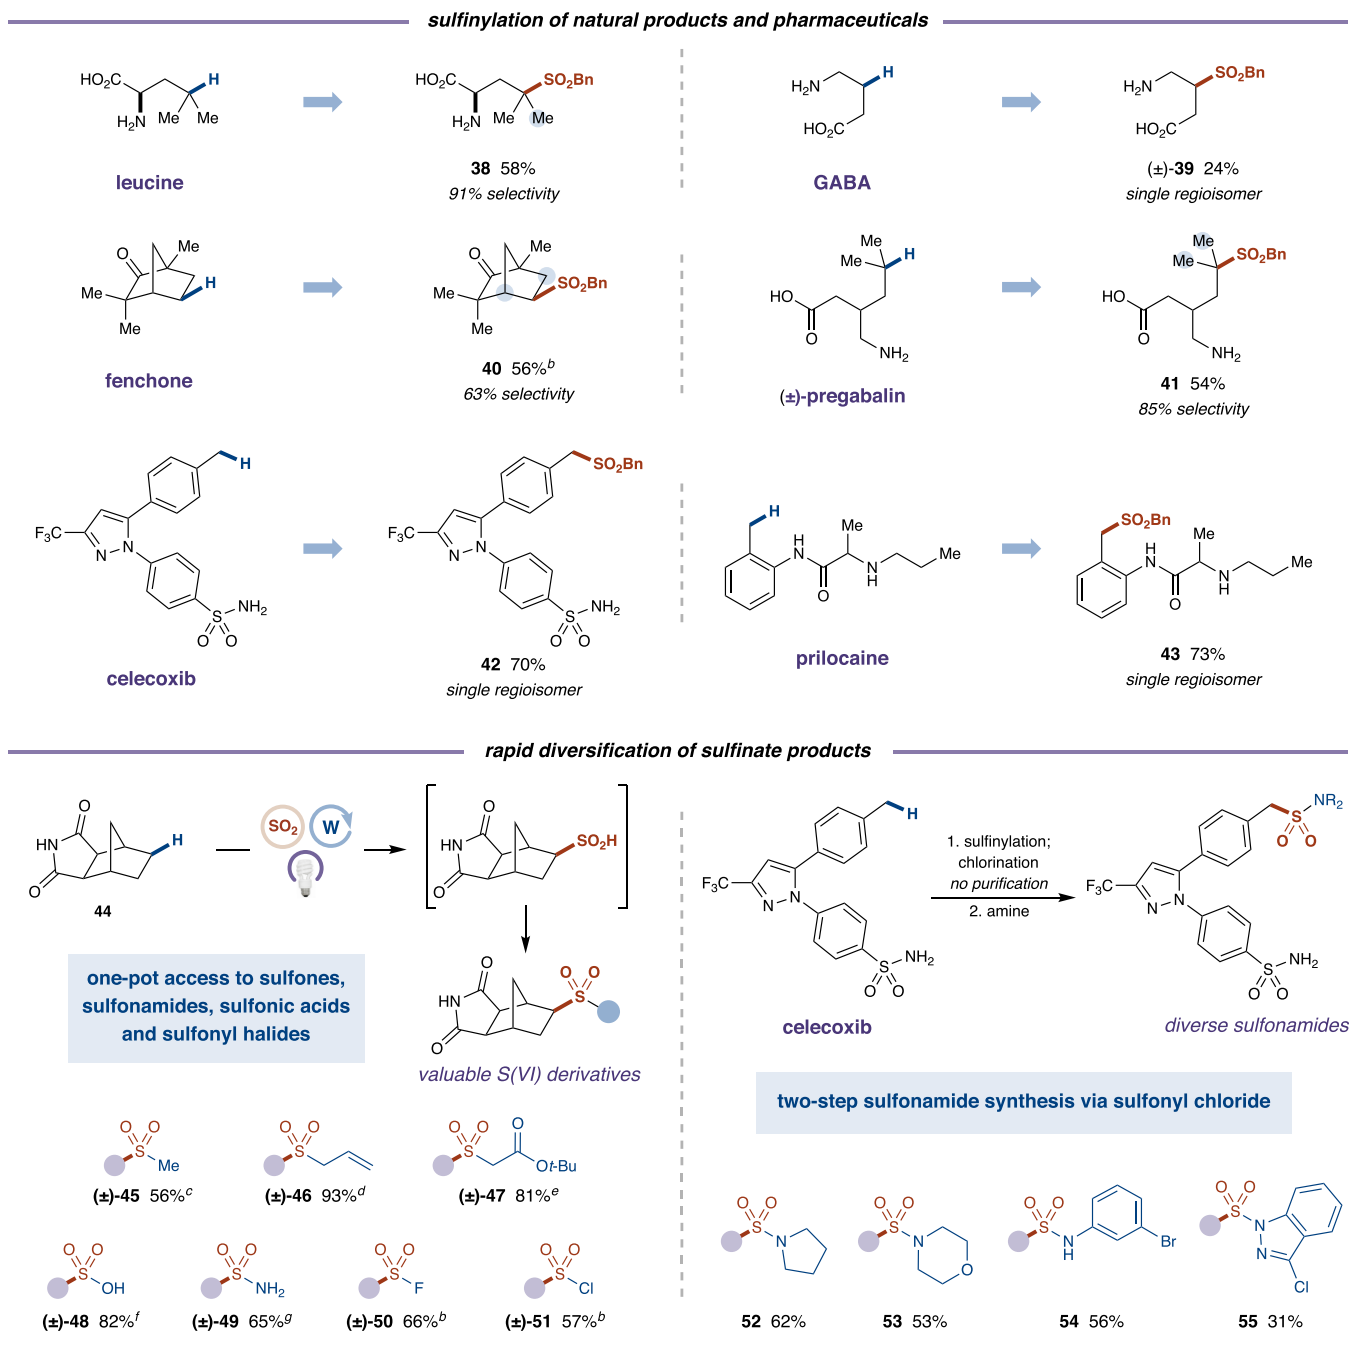 sulfinylation of natural products and pharmaceuticals
HO2C
H
H2N
Me
Me
leucine
HO2C
SO2Bn
H2N
Me
Me
38 58%
91% selectivity
H2N
H
HO2C
GABA
H2N
SO2Bn
HO2C
(±)-39 24%
single regioisomer
O
Me
Me
H
Me
fenchone
O
Me
Me
SO2Bn
Me
40 56%b
63% selectivity
Me
Me
H
HO
O
NH2
(±)-pregabalin
Me
Me
SO2Bn
HO
O
NH2
41 54%
85% selectivity
H
F3C
N
N
S
NH2
O
O
celecoxib
SO2Bn
F3C
N
N
S
NH2
O
O
42 70%
single regioisomer
H
H
N
Me
O
N
H
Me
prilocaine
SO2Bn
H
N
Me
O
N
H
Me
43 73%
single regioisomer
rapid diversification of sulfinate products
O
HN
O
H
44
SO2
W
O
HN
O
SO2H
one-pot access to sulfones,
sulfonamides, sulfonic acids
and sulfonyl halides
O
HN
O
O
O
S
valuable S(VI) derivatives
O
O
S
Me
(±)-45 56%c
O
O
S
(±)-46 93%d
O
O
S
O
Ot-Bu
(±)-47 81%e
O
O
S
OH
(±)-48 82%f
O
O
S
NH2
(±)-49 65%g
O
O
S
F
(±)-50 66%b
O
O
S
Cl
(±)-51 57%b
H
F3C
N
N
S
NH2
O
O
celecoxib
1. sulfinylation;
chlorination
no purification
2. amine
NR2
S
O
O
F3C
N
N
S
NH2
O
O
diverse sulfonamides
two-step sulfonamide synthesis via sulfonyl chloride
O
O
S
N
52 62%
O
O
S
N
O
53 53%
O
O
S
N
H
Br
54 56%
O
O
S
N
N
Cl
55 31%